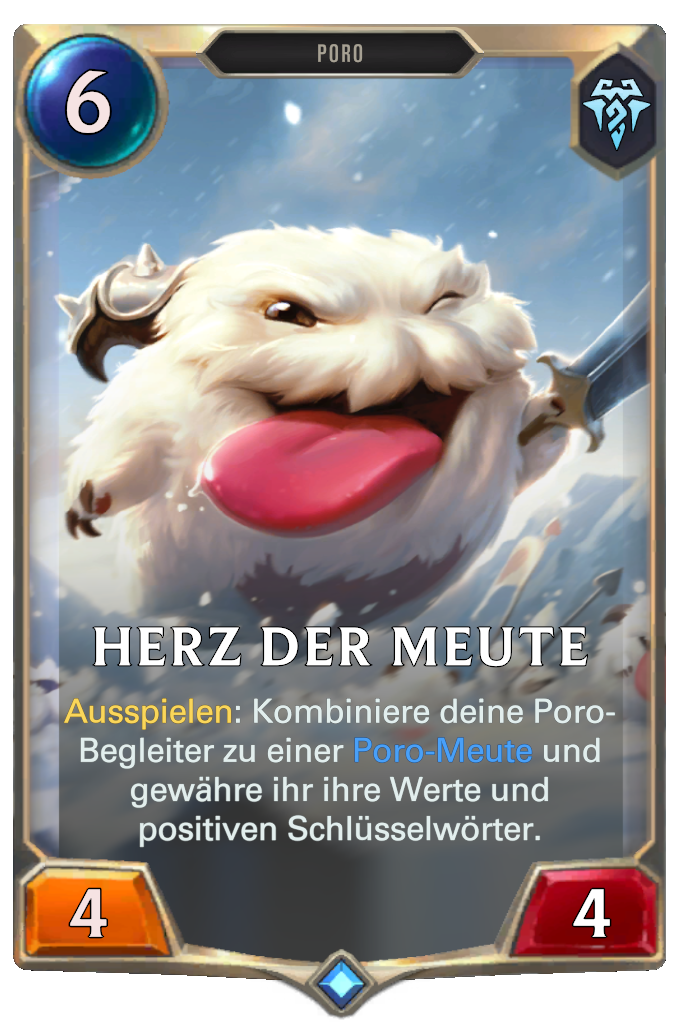 6
PORO
HERZ DER MEUTE
Ausspielen: Kombiniere deine Poro-
Begleiter zu einer Poro-Meute und
gewähre ihr ihre Werte und
positiven Schlüsselwörter.
4
4